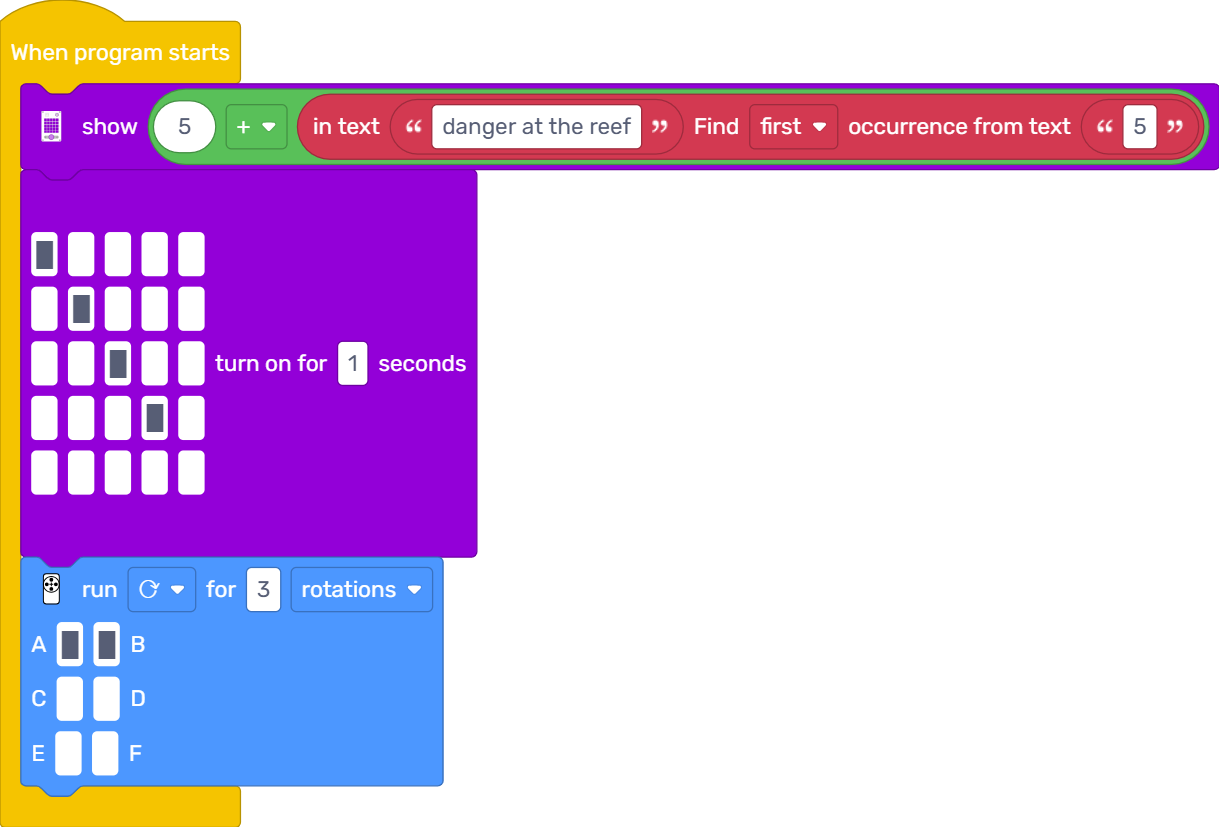 When program starts
show 5 + in text “ danger at the reef ” Find first occurrence from text “ 5 ”
turn on for 1 seconds
run for 3 rotations
A B
C D
E F